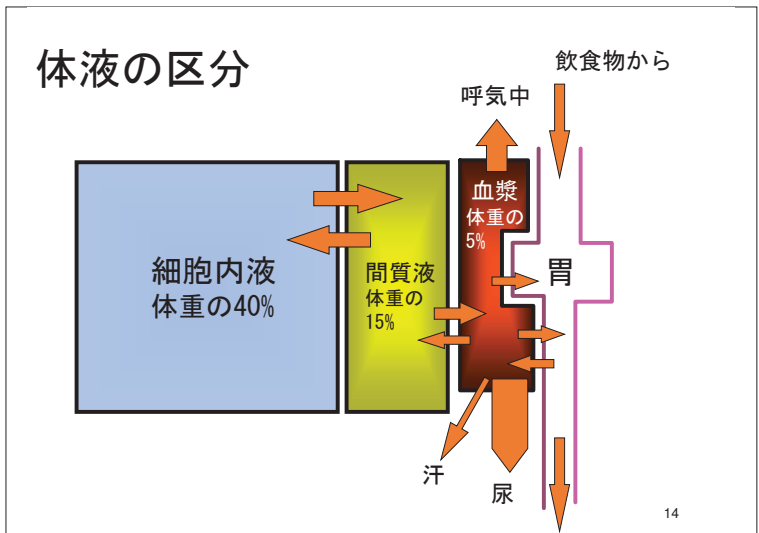 体液の区分
飲食物から
呼気中
血漿
体重の
5%
細胞内液
体重の40%
間質液
体重の
15%
胃
汗
尿
14